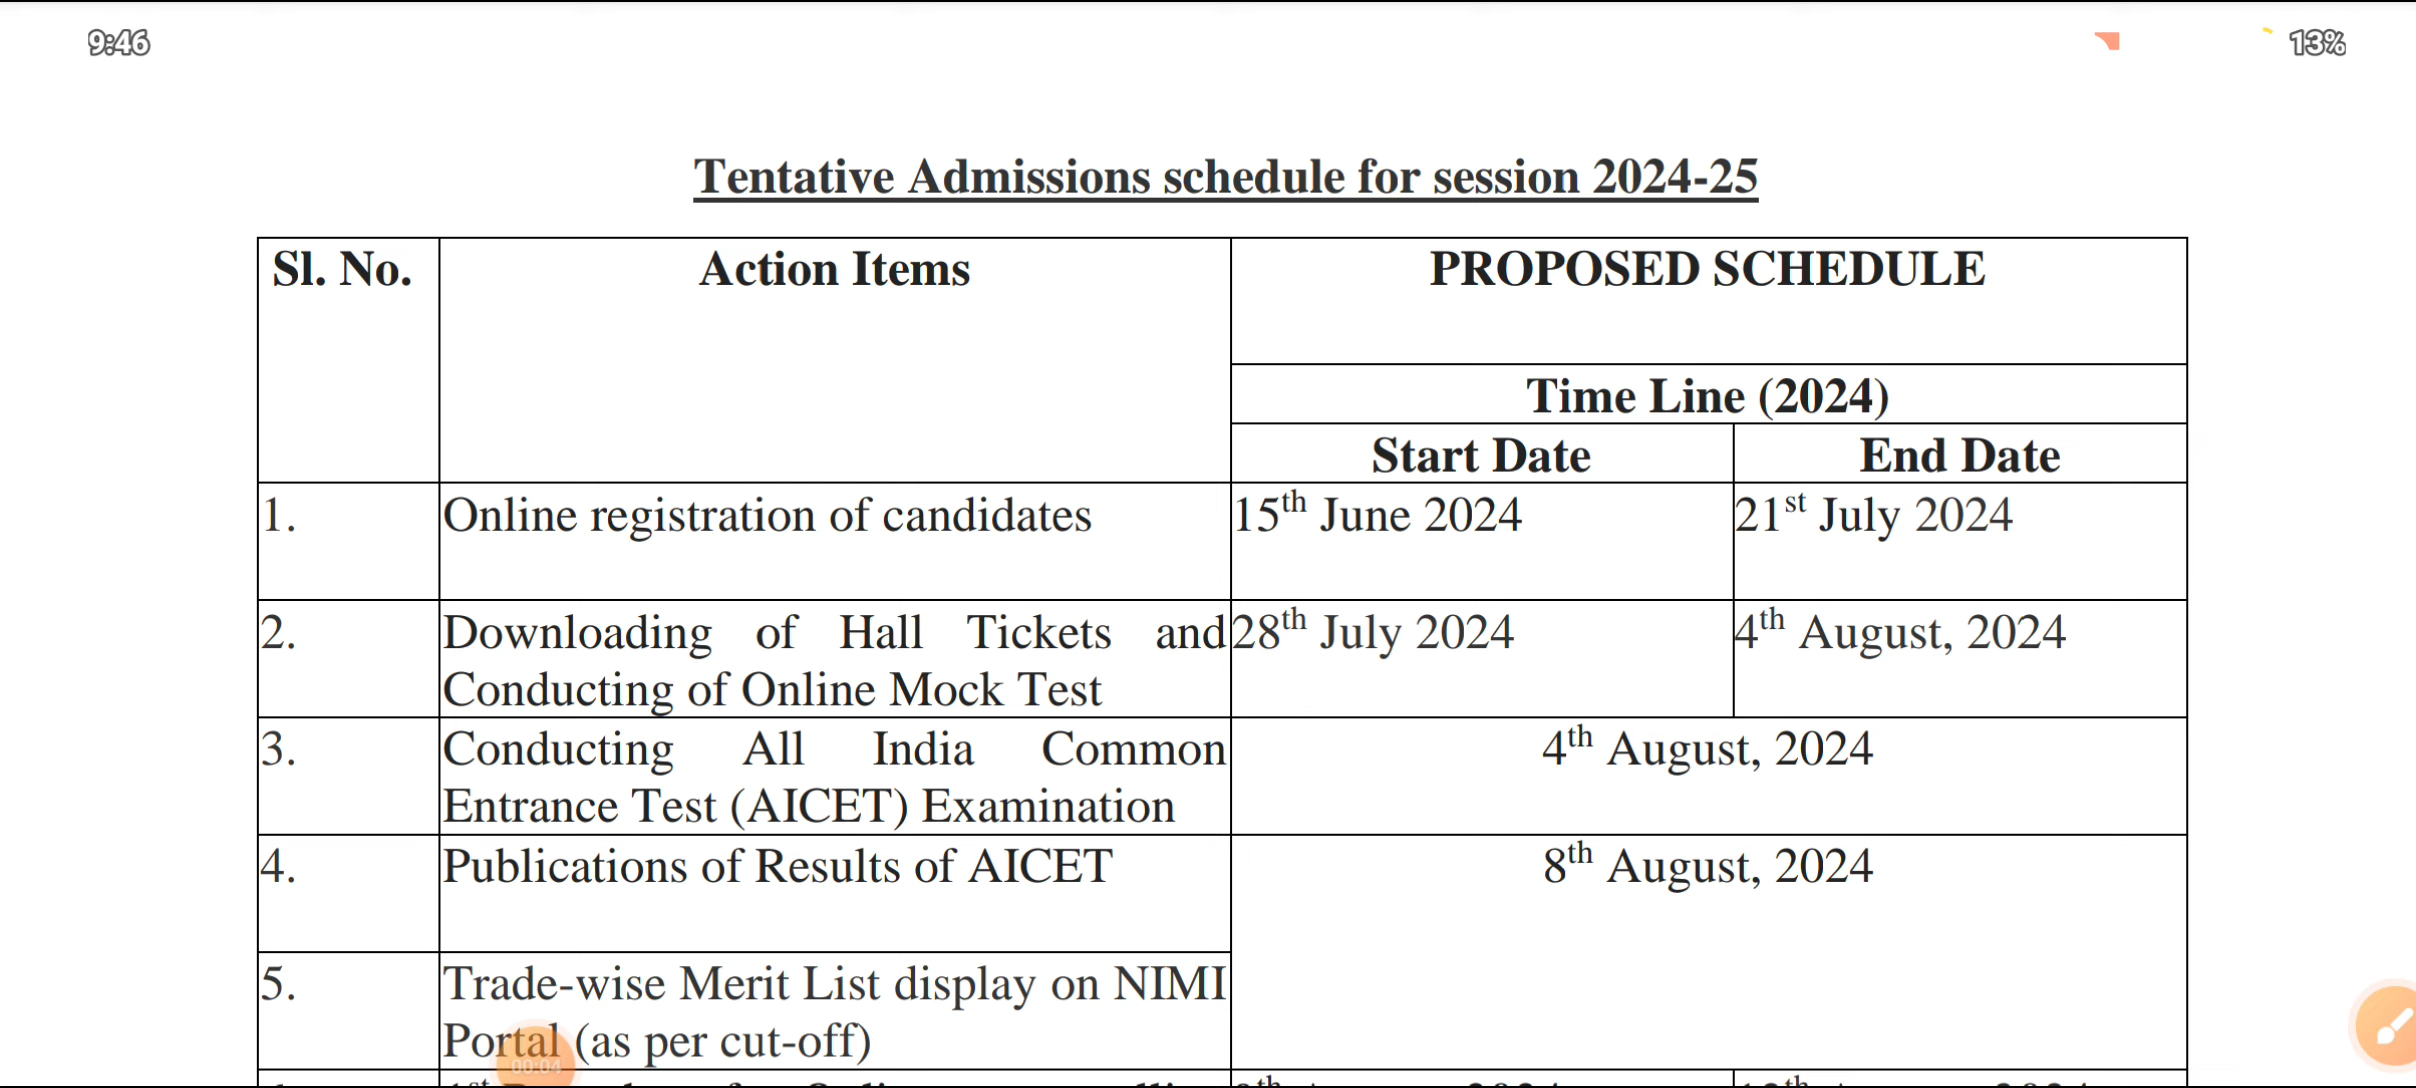 9:46
13%
Tentative Admissions schedule for session 2024-25
Sl. No.
Action Items
PROPOSED SCHEDULE
Time Line (2024)
Start Date
End Date
1.
Online registration of candidates
15th June 2024
21st July 2024
2.
Downloading of Hall Tickets and
Conducting of Online Mock Test
28th July 2024
4th August, 2024
3.
Conducting All India Common
Entrance Test (AICET) Examination
4th August, 2024
4.
Publications of Results of AICET
8th August, 2024
5.
Trade-wise Merit List display on NIMI
Portal (as per cut-off)
00:04